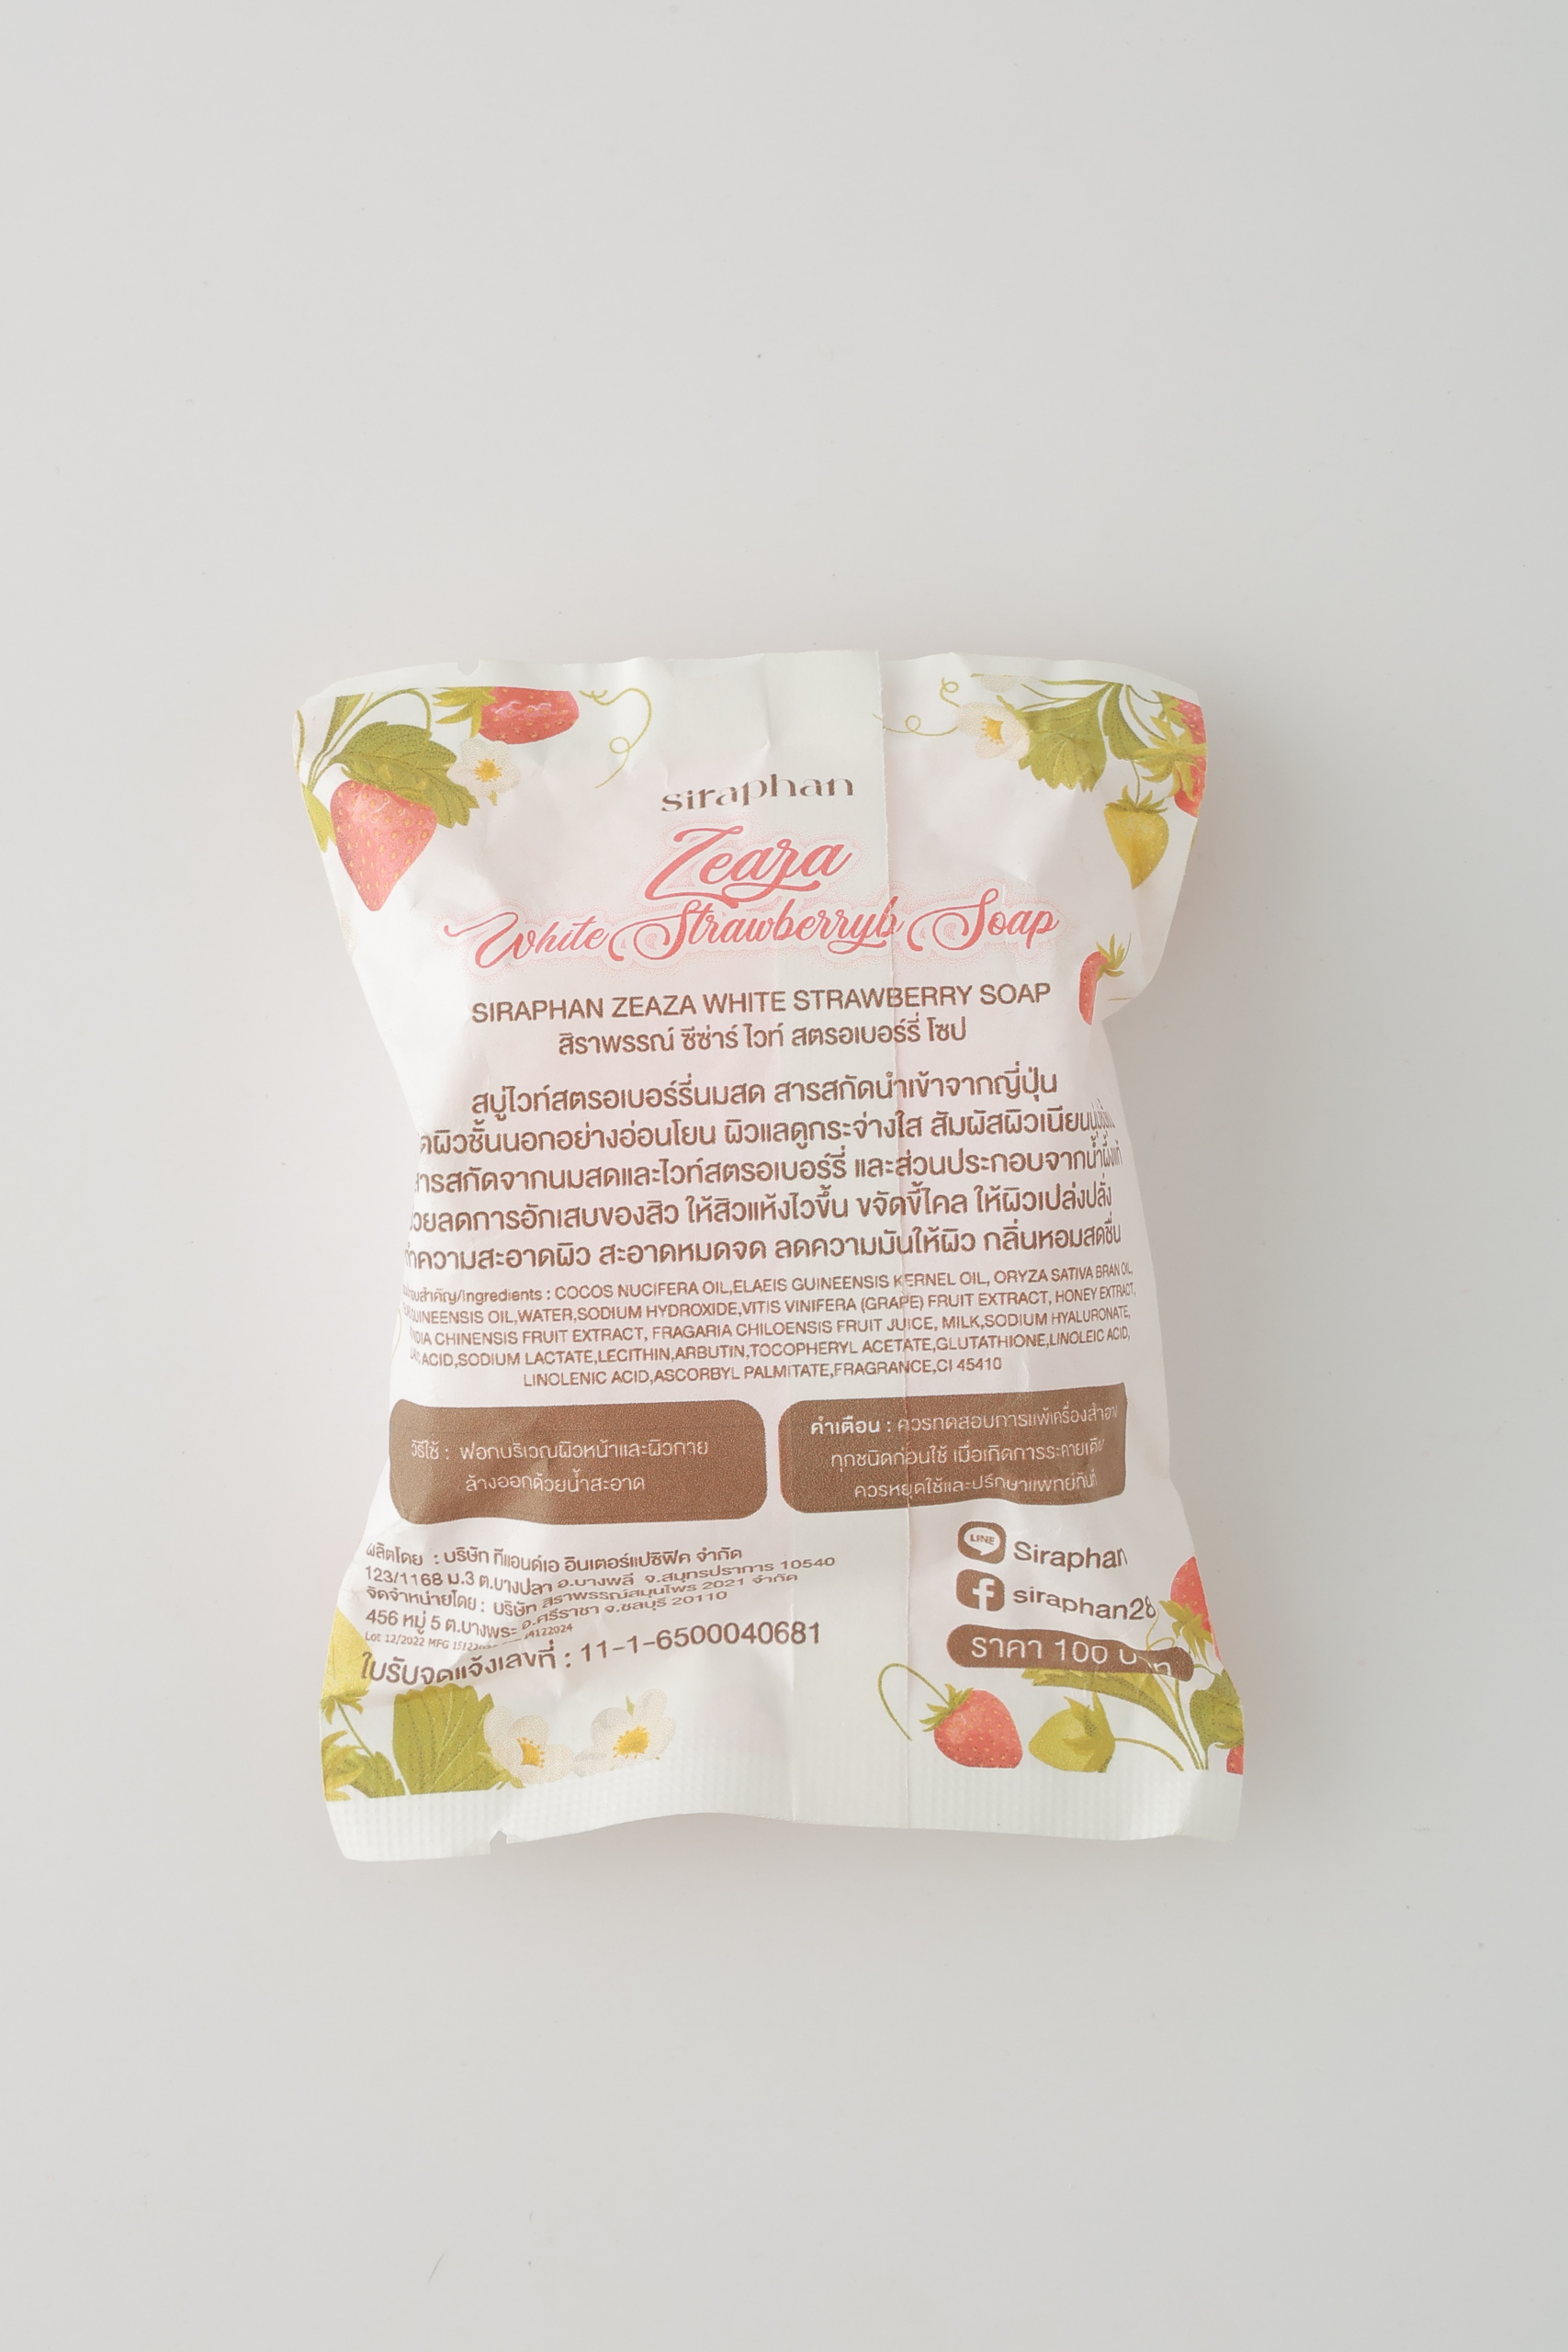 siraphan
Zeaza
White Strawberryb Soap
SIRAPHAN ZEAZA WHITE STRAWBERRY SOAP
สิราพรรณ์ ซีซ่าร์ ไวท์ สตรอเบอร์รี่ โซป
สบู่ไวท์สตรอเบอร์รี่นมสด สารสกัดนำเข้าจากญี่ปุ่น
ผิวชั้นนอกอย่างอ่อนโยน ผิวแลดูกระจ่างใส สัมผัสผิวเนียน
สารสกัดจากนมสดและไวท์สตรอเบอร์รี่ และส่วนประกอบจากน้ำผึ้งแท้
ช่วยลดการอักเสบของสิว ให้สิวแห้งไวขึ้น ขจัดขี้ไคล ให้ผิวเปล่งปลั่ง
ทำความสะอาดผิว สะอาดหมดจด ลดความมันให้ผิว กลิ่นหอมสดชื่น
สำคัญ/Ingredients : COCOS NUCIFERA OIL,ELAEIS GUINEENSIS KERNEL OIL, ORYZA SATIVA BRAN OIL,
GUINEENSIS OIL,WATER,SODIUM HYDROXIDE,VITIS VINIFERA (GRAPE) FRUIT EXTRACT, HONEY EXTRACT,
CHINENSIS FRUIT EXTRACT, FRAGARIA CHILOENSIS FRUIT JUICE, MILK,SODIUM HYALURONATE,
ACID,SODIUM LACTATE,LECITHIN,ARBUTIN,TOCOPHERYL ACETATE,GLUTATHIONE,LINOLEIC ACID,
LINOLENIC ACID,ASCORBYL PALMITATE,FRAGRANCE,CI 45410
วิธีใช้ : ฟอกบริเวณผิวหน้าและผิวกาย
ล้างออกด้วยน้ำสะอาด
คำเตือน : ควรทดสอบการแพ้เครื่องสำอาง
ทุกชนิดก่อนใช้ เมื่อเกิดการระคายเคือง
ควรหยุดใช้และปรึกษาแพทย์ทันที
ผลิตโดย : บริษัท ทีแอนด์เอ อินเตอร์แปซิฟิค จำกัด
123/1168 ม.3 ต.บางปลา อ.บางพลี จ.สมุทรปราการ 10540
จัดจำหน่ายโดย : บริษัท สิราพรรณ์สมุนไพร 2021 จำกัด
456 หมู่ 5 ต.บางพระ อ.ศรีราชา จ.ชลบุรี 20110
Lot 12/2022 MFG
ใบรับจดแจ้งเลขที่ : 11-1-6500040681
LINE
Siraphan
siraphan28
ราคา 100 บาท